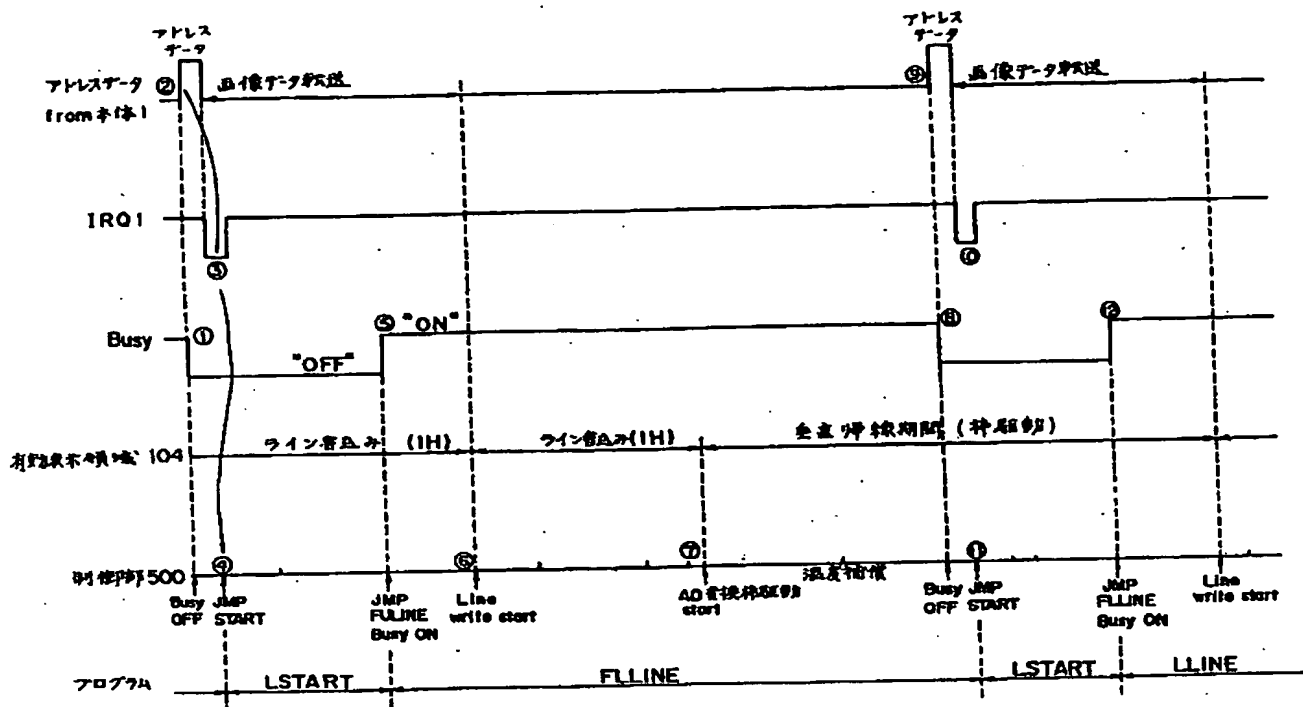 アドレス
データ
アドレス
データ
アドレスデータ
from本体1
②
画像データ転送
⑨
画像データ転送
IRQ1
③
⑩
Busy
①
"OFF"
⑤ "ON"
⑧
⑫
有効表示領域 104
ライン書込み (1H)
ライン書込み(1H)
垂直帰線期間 (枠駆動)
制御部500
④
⑥
⑦
温度補償
⑪
Busy
OFF
JMP
START
JMP
FULINE
Busy ON
Line
write start
AD変換枠駆動
start
Busy
OFF
JMP
START
JMP
FLLINE
Busy ON
Line
write start
プログラム
LSTART
FLLINE
LSTART
LLINE